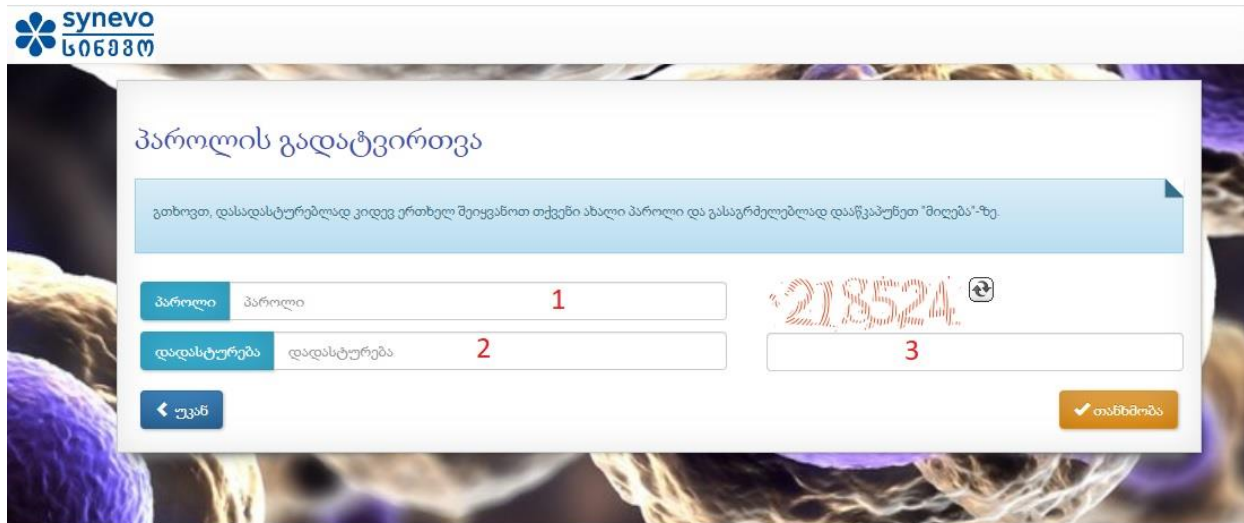 synevo
სინევო
პაროლის გადატვირთვა
გთხოვთ, დასადასტურებლად კიდევ ერთხელ შეიყვანოთ თქვენი ახალი პაროლი და გასაგრძელებლად დააწკაპუნეთ "მიღება"-ზე.
პაროლი პაროლი 1
218524
დადასტურება დადასტურება 2
3
უკან
თანხმობა